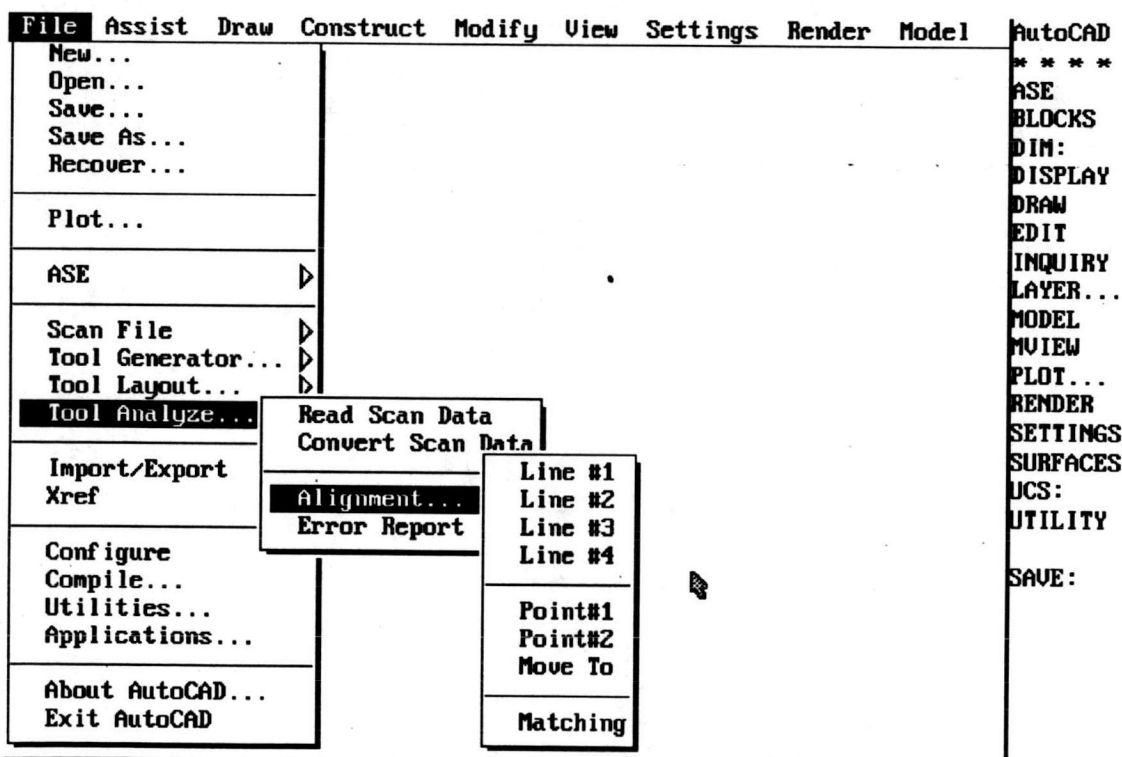 File Assist Draw Construct Modify View Settings Render Model
New...
Open...
Save...
Save As...
Recover...
Plot...
ASE
Scan File
Tool Generator...
Tool Layout...
Tool Analyze...
Import/Export
Xref
Configure
Compile...
Utilities...
Applications...
About AutoCAD...
Exit AutoCAD
Read Scan Data
Convert Scan Data
Alignment...
Error Report
Line #1
Line #2
Line #3
Line #4
Point#1
Point#2
Move To
Matching
AutoCAD
* * * *
ASE
BLOCKS
DIM:
DISPLAY
DRAW
EDIT
INQUIRY
LAYER...
MODEL
MVIEW
PLOT...
RENDER
SETTINGS
SURFACES
UCS:
UTILITY
SAVE: